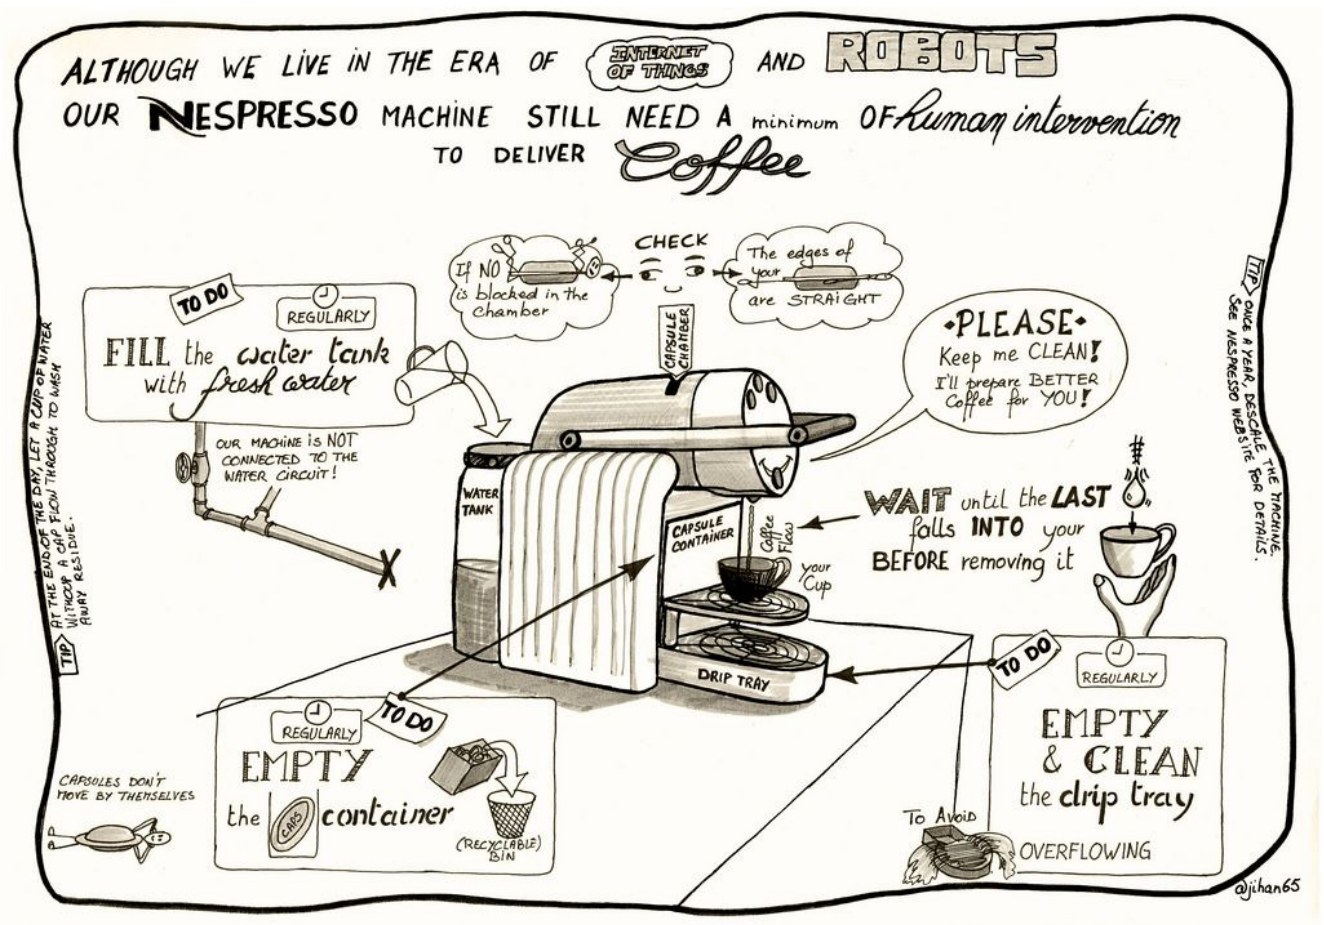 ALTHOUGH WE LIVE IN THE ERA OF INTERNET OF THINGS AND ROBOTS
OUR NESPRESSO MACHINE STILL NEED A minimum OF human intervention
TO DELIVER Coffee
CHECK
If NO
is blocked in the
chamber
The edges of
your
are STRAIGHT
CAPSULE
CHAMBER
TO DO
REGULARLY
FILL the water tank
with fresh water
OUR MACHINE IS NOT
CONNECTED TO THE
WATER CIRCUIT!
•PLEASE•
Keep me CLEAN!
I'll prepare BETTER
Coffee for YOU!
WATER
TANK
CAPSULE
CONTAINER
Coffee
Flow
your
Cup
DRIP TRAY
WAIT until the LAST
falls INTO your
BEFORE removing it
TO DO
REGULARLY
EMPTY
the CAPS container
(RECYCLABLE)
BIN
CAPSULES DON'T
MOVE BY THEMSELVES
TO DO
REGULARLY
EMPTY
& CLEAN
the drip tray
To Avoid
OVERFLOWING
TIP AT THE END OF THE DAY, LET A CUP OF WATER
WITHOUT A CAP FLOW THROUGH TO WASH
AWAY RESIDUE.
TIP ONCE A YEAR, DESCALE THE MACHINE.
SEE NESPRESSO WEBSITE FOR DETAILS.
@jihan65